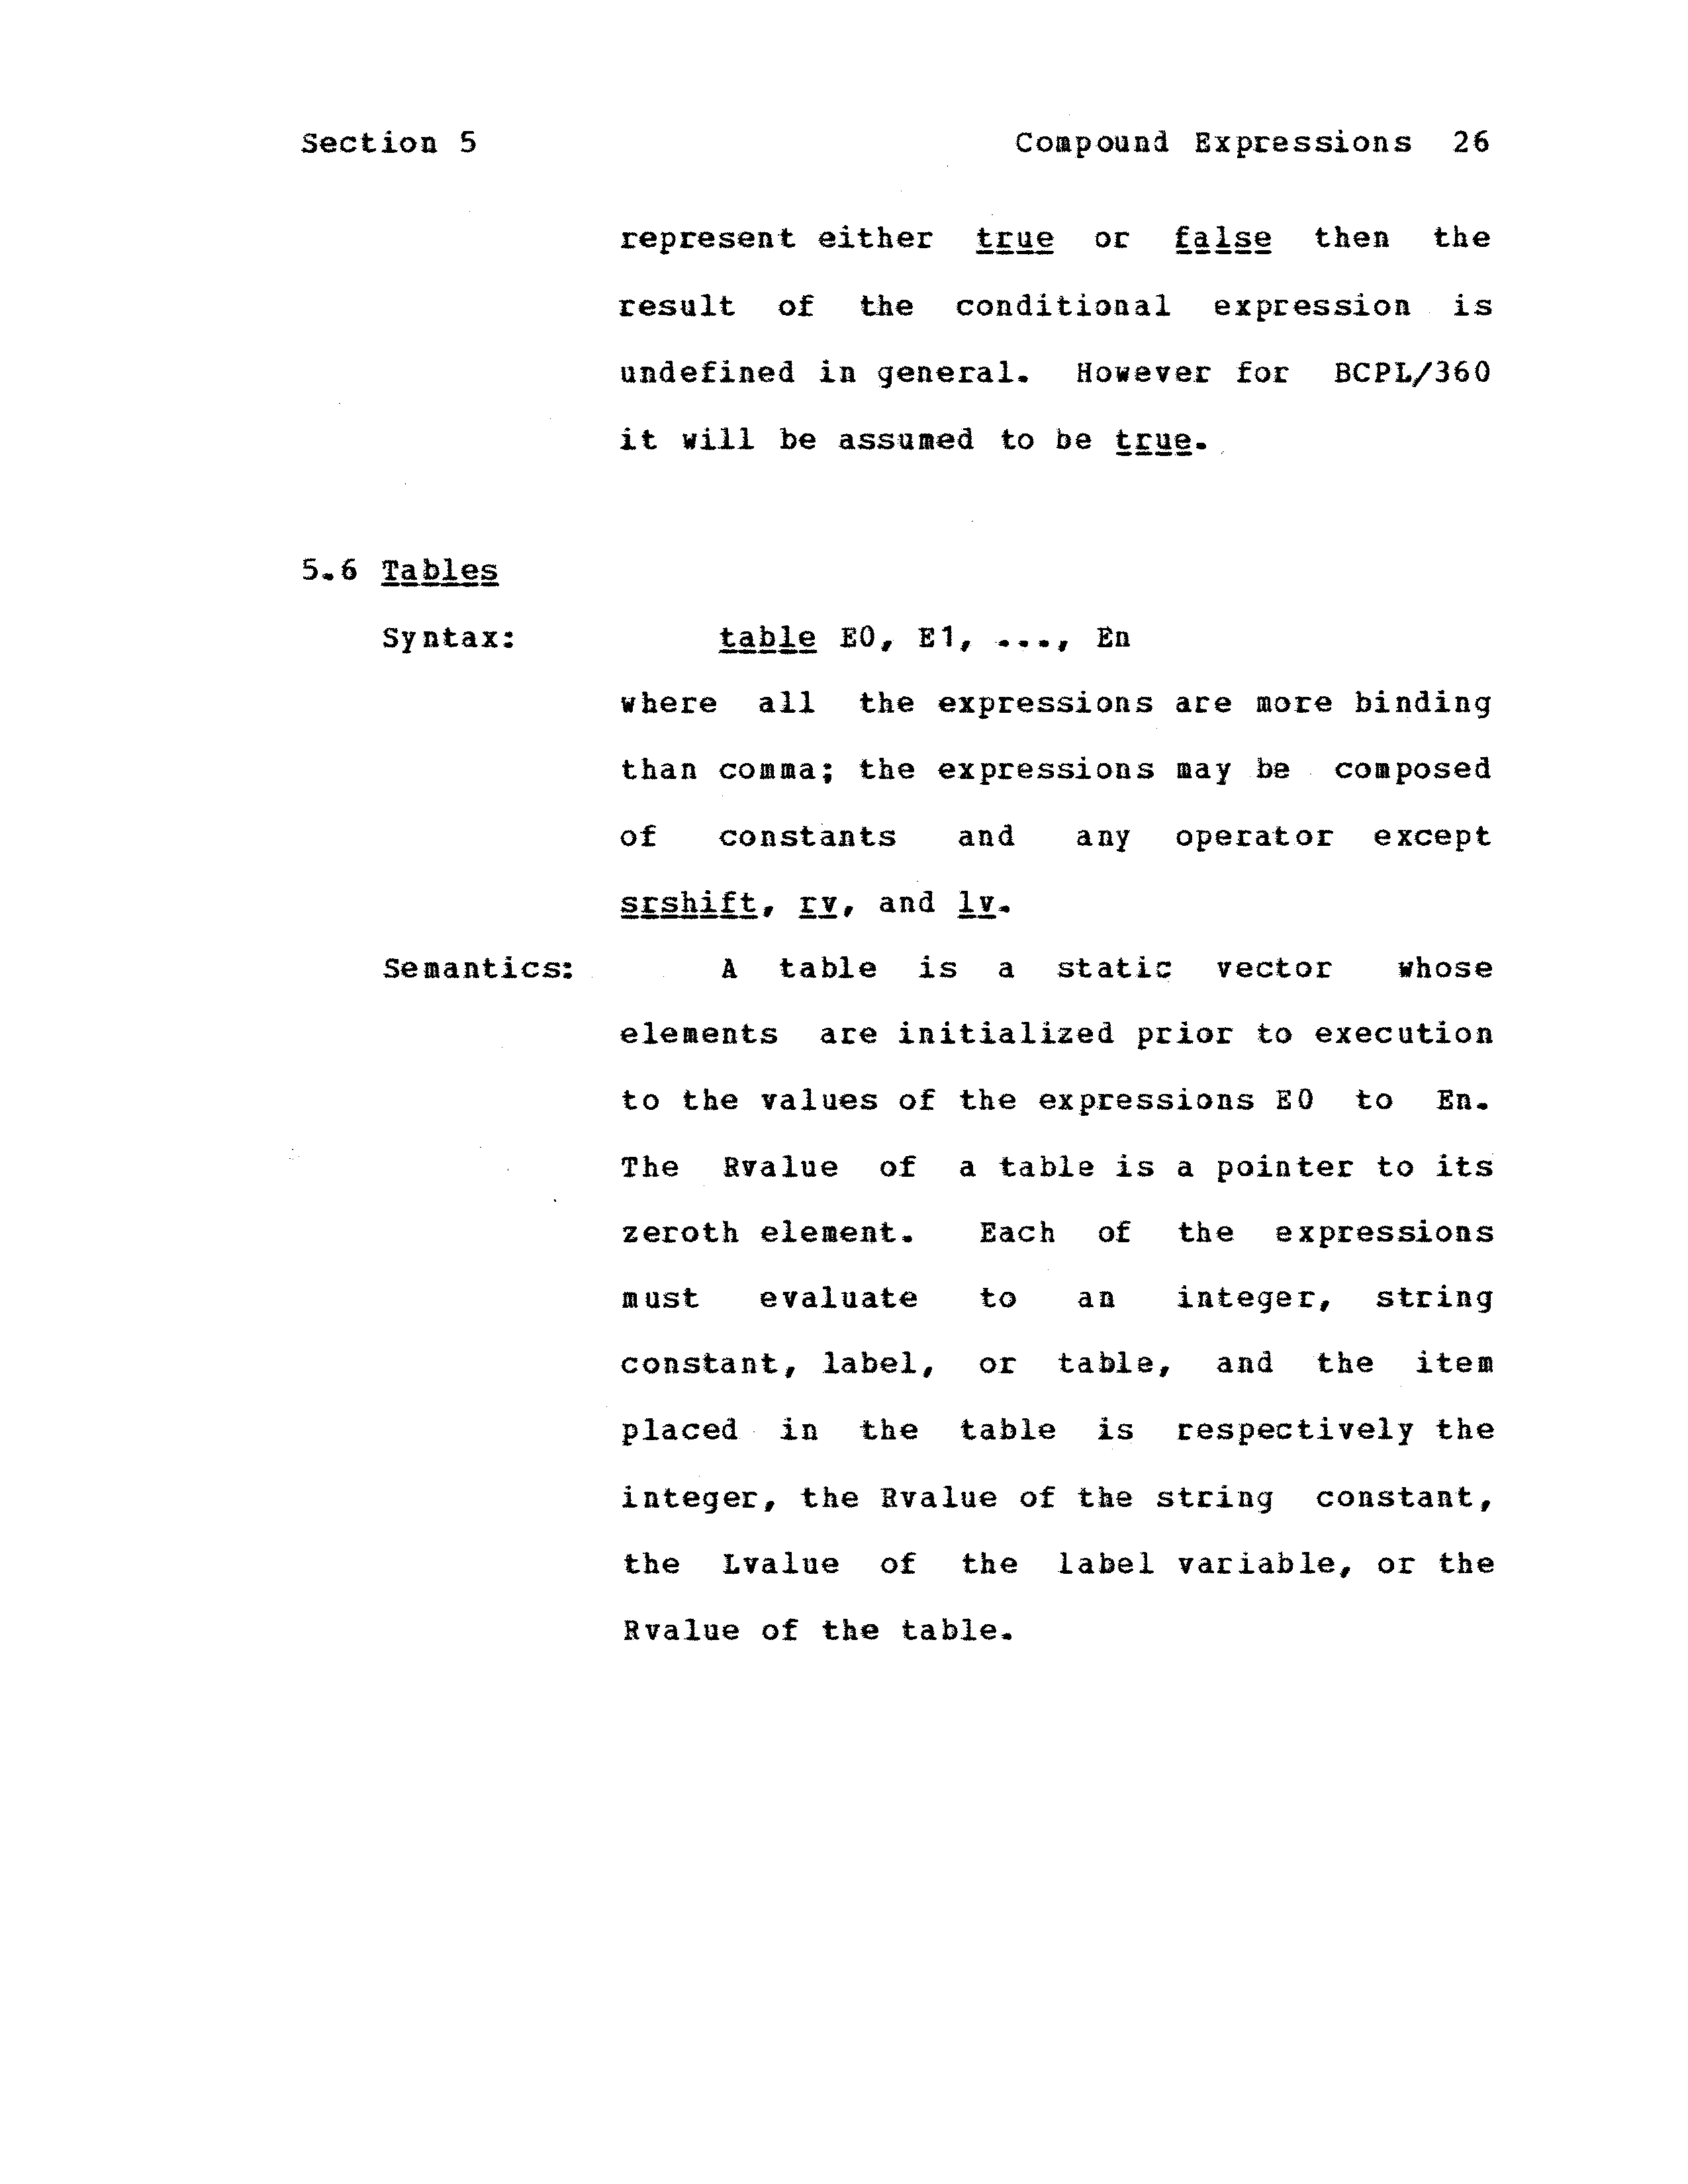 Section 5 Compound Expressions 26
represent either true or false then the
result of the conditional expression is
undefined in general. However for BCPL/360
it will be assumed to be true.
5.6 Tables
Syntax: table E0, E1, ..., En
where all the expressions are more binding
than comma; the expressions may be composed
of constants and any operator except
srshift, rv, and lv.
Semantics: A table is a static vector whose
elements are initialized prior to execution
to the values of the expressions E0 to En.
The Rvalue of a table is a pointer to its
zeroth element. Each of the expressions
must evaluate to an integer, string
constant, label, or table, and the item
placed in the table is respectively the
integer, the Rvalue of the string constant,
the Lvalue of the label variable, or the
Rvalue of the table.